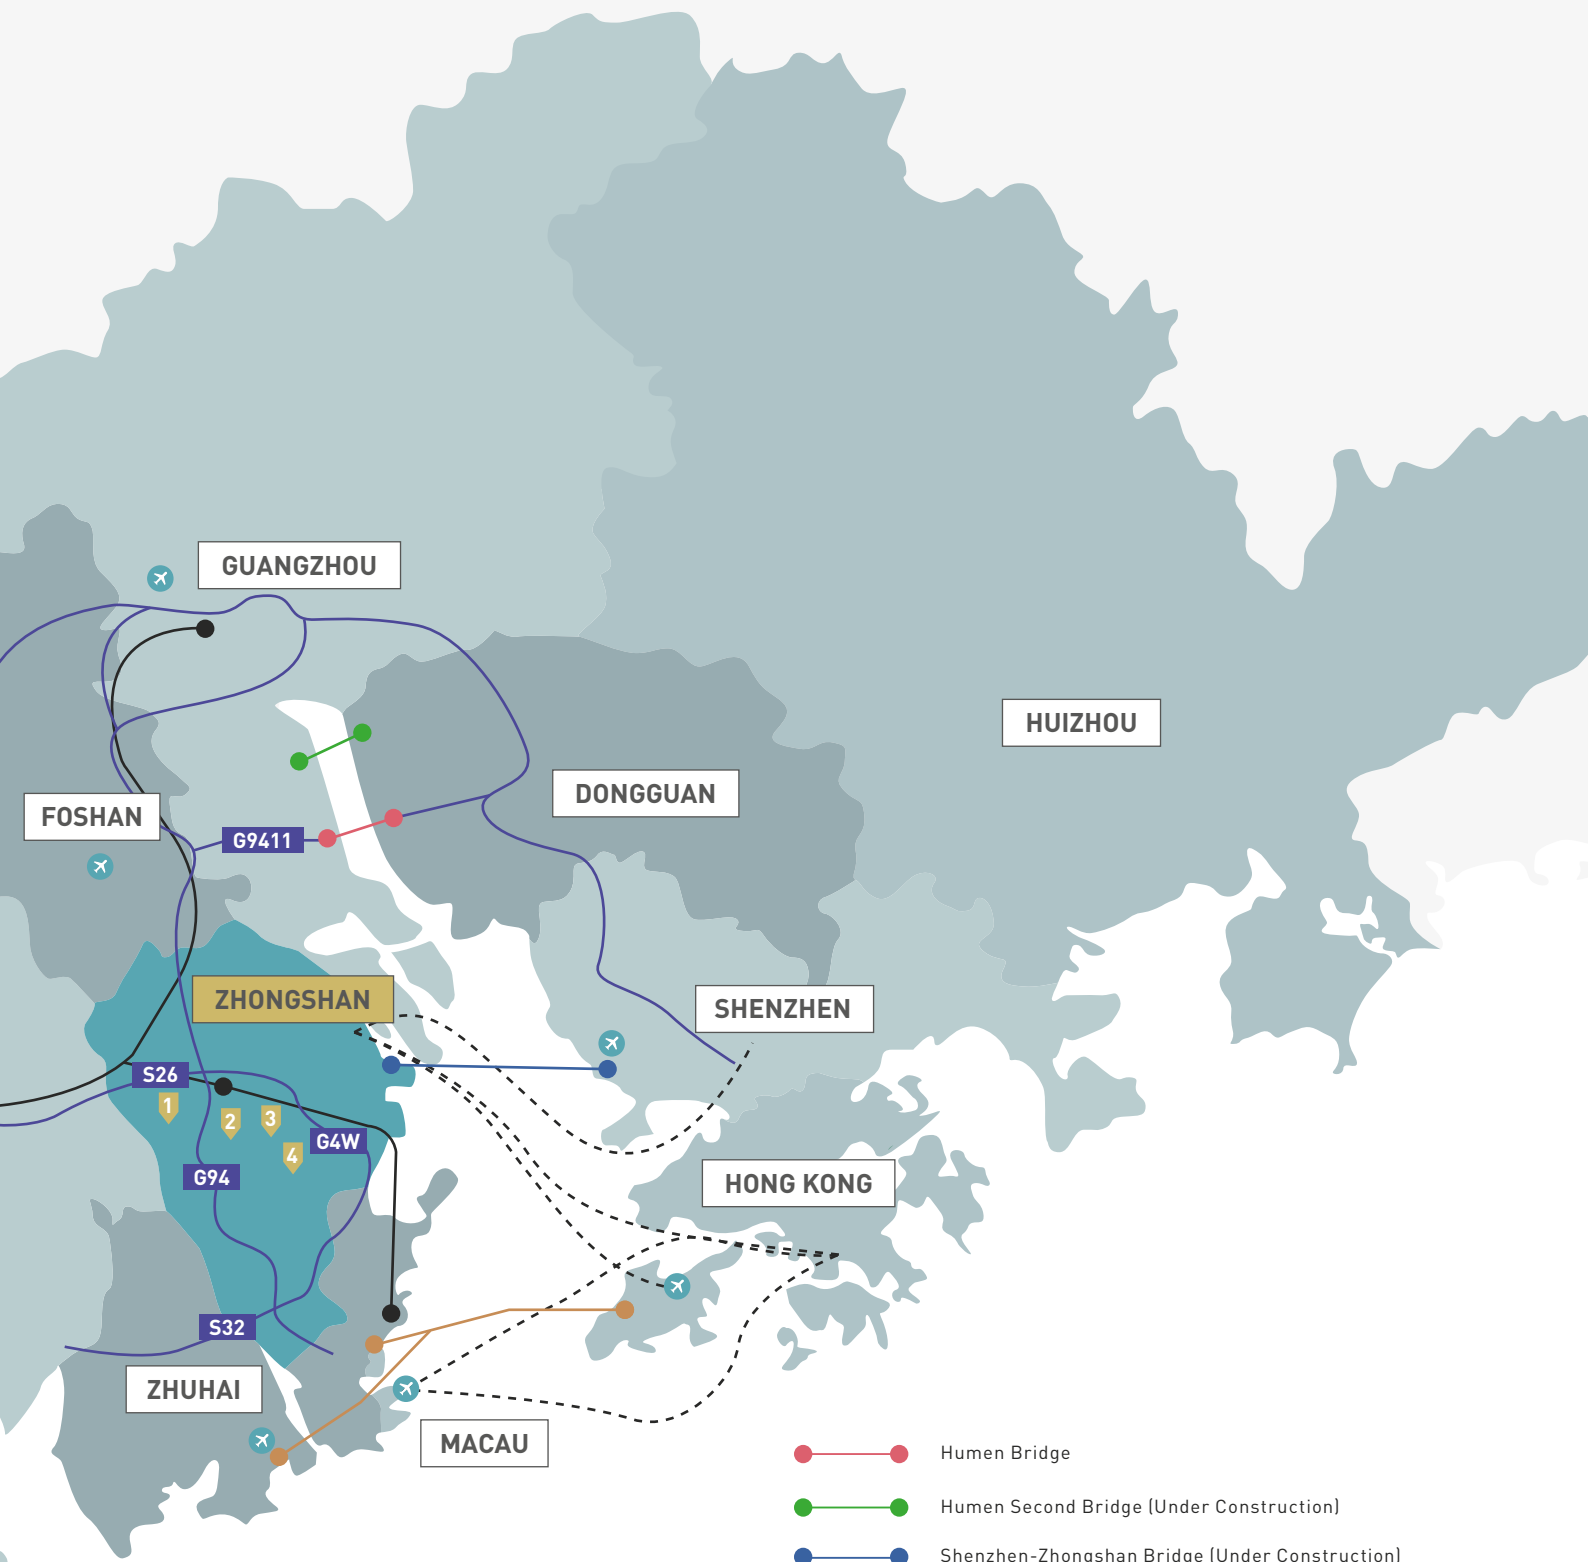 GUANGZHOU
HUIZHOU
DONGGUAN
FOSHAN
G9411
ZHONGSHAN
SHENZHEN
S26
1
2
3
4
G4W
G94
HONG KONG
S32
ZHUHAI
MACAU
Humen Bridge
Humen Second Bridge (Under Construction)
Shenzhen-Zhongshan Bridge (Under Construction)